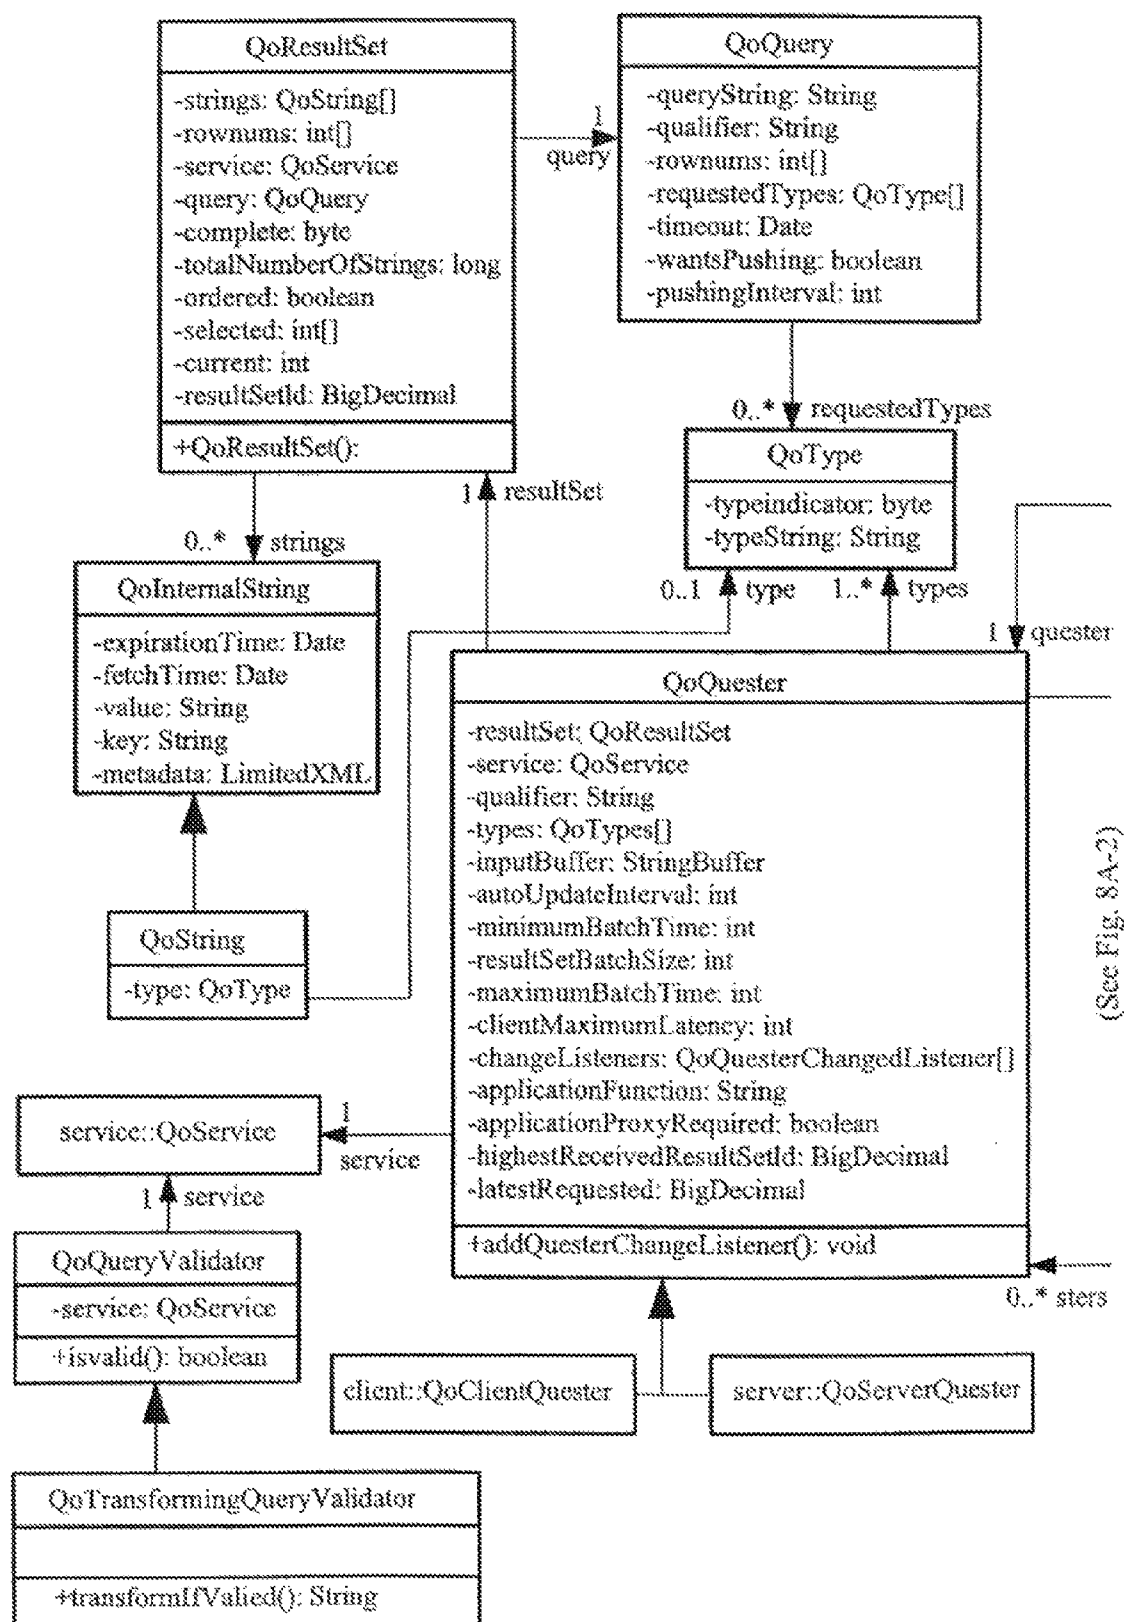 QoResultSet
-strings: QoString[]
-rownums: int[]
-service: QoService
-query: QoQuery
-complete: byte
-totalNumberOfStrings: long
-ordered: boolean
-selected: int[]
-current: int
-resultSetId: BigDecimal
+QoResultSet():
1
query
QoQuery
-queryString: String
-qualifier: String
-rownums: int[]
-requestedTypes: QoType[]
-timeout: Date
-wantsPushing: boolean
-pushingInterval: int
0..* requestedTypes
QoType
-typeindicator: byte
-typeString: String
0..1 type
1..* types
1 resultSet
0..* strings
QoInternalString
-expirationTime: Date
-fetchTime: Date
-value: String
-key: String
-metadata: LimitedXML
QoString
-type: QoType
1 quester
QoQuester
-resultSet: QoResultSet
-service: QoService
-qualifier: String
-types: QoTypes[]
-inputBuffer: StringBuffer
-autoUpdateInterval: int
-minimumBatchTime: int
-resultSetBatchSize: int
-maximumBatchTime: int
-clientMaximumLatency: int
-changeListeners: QoQuesterChangedListener[]
-applicationFunction: String
-applicationProxyRequired: boolean
-highestReceivedResultSetId: BigDecimal
-latestRequested: BigDecimal
+addQuesterChangeListener(): void
(See Fig. 8A-2)
0..* sters
1
service
service::QoService
1 service
QoQueryValidator
-service: QoService
+isvalid(): boolean
client::QoClientQuester
server::QoServerQuester
QoTransformingQueryValidator
+transformIfValied(): String